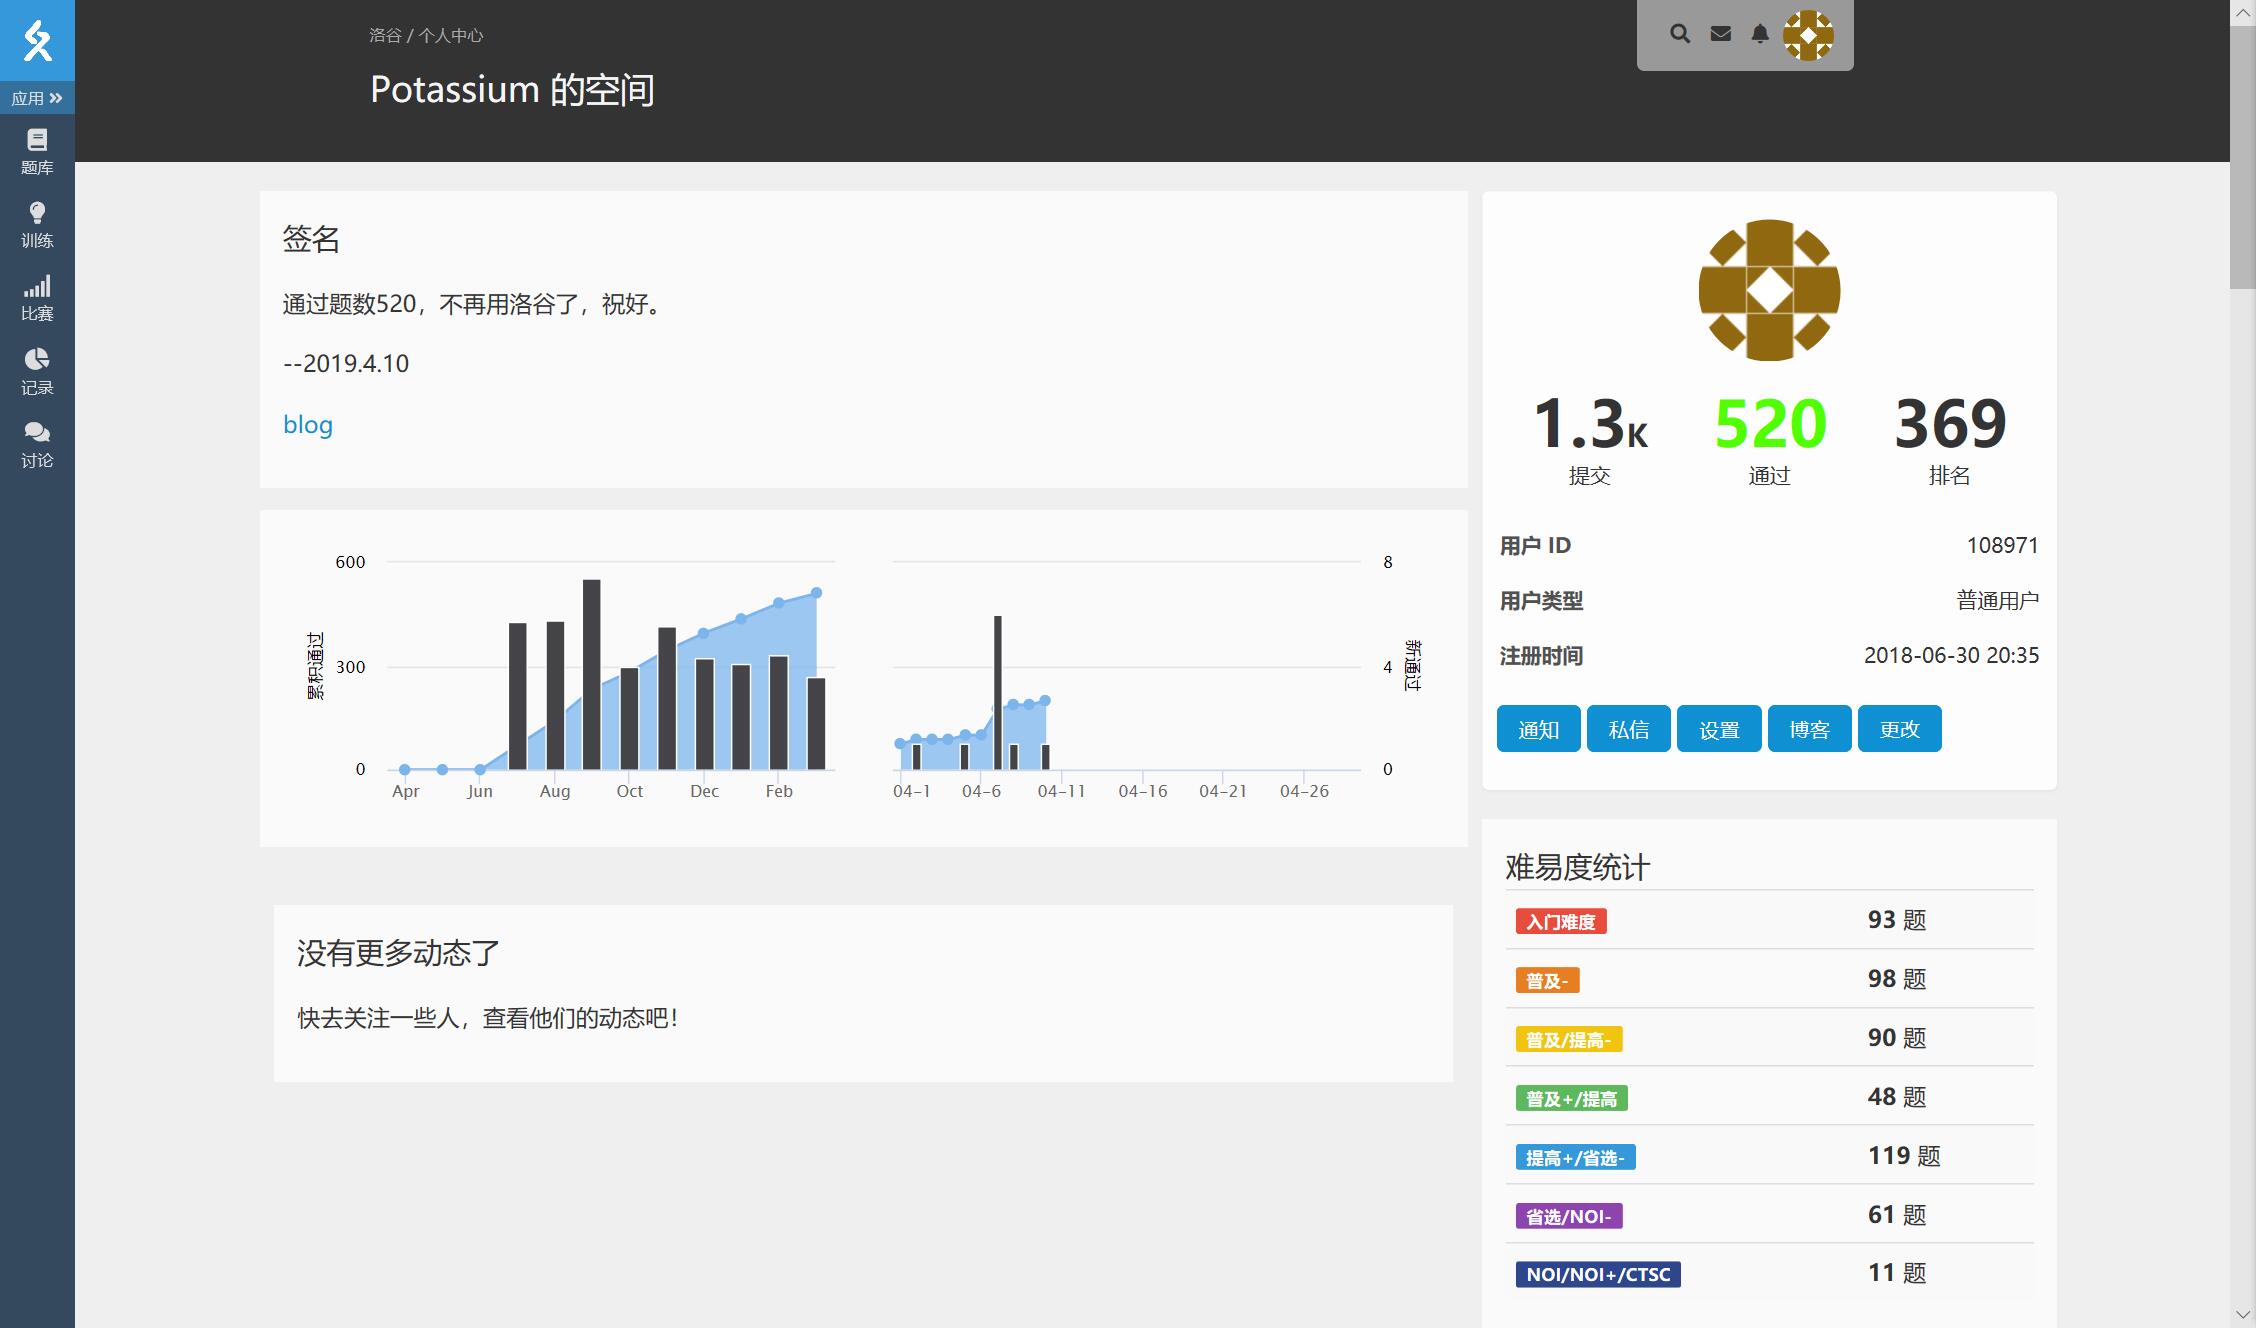 洛谷 / 个人中心
Potassium 的空间
应用
题库
训练
比赛
记录
讨论
签名
通过题数520，不再用洛谷了，祝好。
--2019.4.10
blog
累积通过
600
300
0
Apr Jun Aug Oct Dec Feb
04-1 04-6 04-11 04-16 04-21 04-26
8
4
0
新通过
没有更多动态了
快去关注一些人，查看他们的动态吧！
1.3K 520 369
提交 通过 排名
用户 ID 108971
用户类型 普通用户
注册时间 2018-06-30 20:35
通知 私信 设置 博客 更改
难易度统计
入门难度 93 题
普及- 98 题
普及/提高- 90 题
普及+/提高 48 题
提高+/省选- 119 题
省选/NOI- 61 题
NOI/NOI+/CTSC 11 题